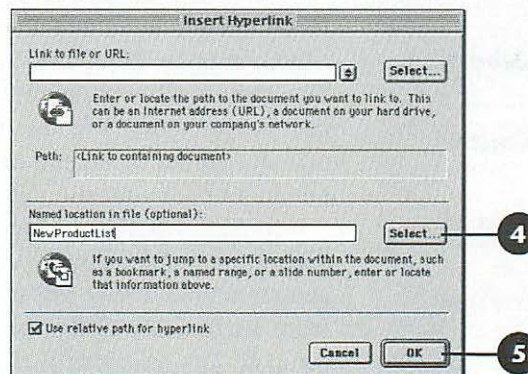 Insert Hyperlink
Link to file or URL:
Select...
Enter or locate the path to the document you want to link to. This
can be an Internet address (URL), a document on your hard drive,
or a document on your company's network.
Path: <Link to containing document>
Named location in file (optional):
NewProductList
Select...
4
If you want to jump to a specific location within the document, such
as a bookmark, a named range, or a slide number, enter or locate
that information above.
Use relative path for hyperlink
Cancel
OK
5